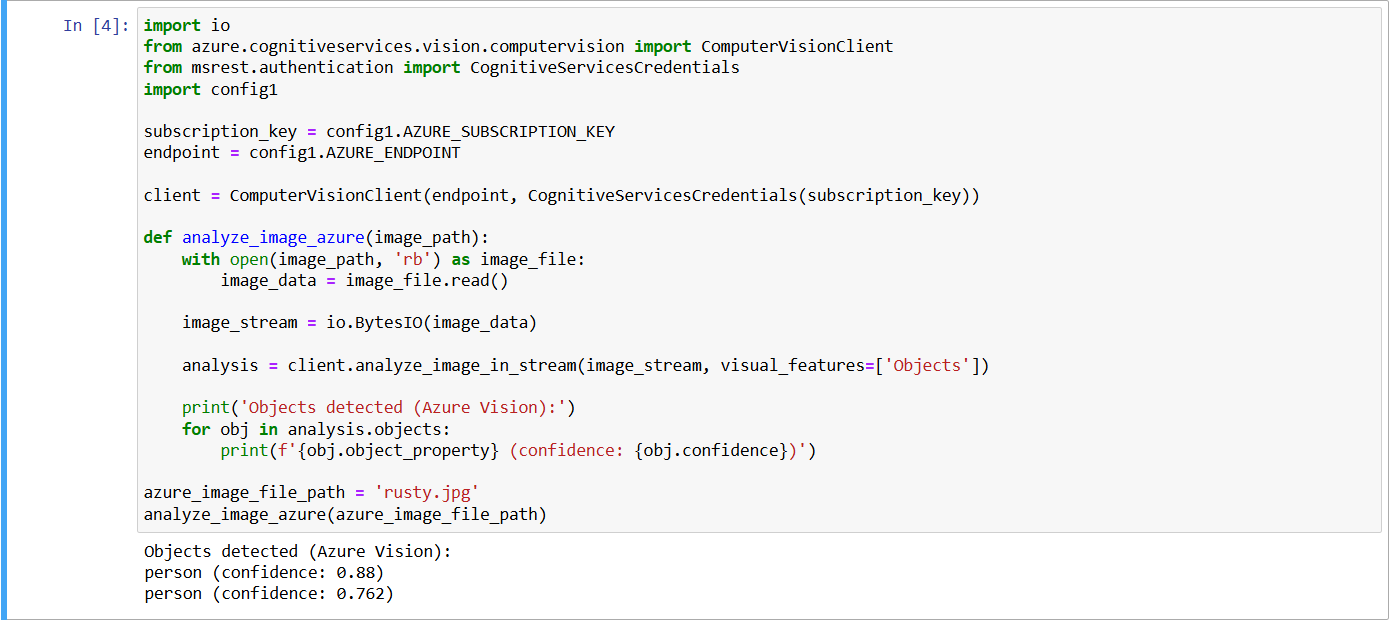 In [4]:
import io
from azure.cognitiveservices.vision.computervision import ComputerVisionClient
from msrest.authentication import CognitiveServicesCredentials
import config1

subscription_key = config1.AZURE_SUBSCRIPTION_KEY
endpoint = config1.AZURE_ENDPOINT

client = ComputerVisionClient(endpoint, CognitiveServicesCredentials(subscription_key))

def analyze_image_azure(image_path):
    with open(image_path, 'rb') as image_file:
        image_data = image_file.read()

    image_stream = io.BytesIO(image_data)

    analysis = client.analyze_image_in_stream(image_stream, visual_features=['Objects'])

    print('Objects detected (Azure Vision):')
    for obj in analysis.objects:
        print(f'{obj.object_property} (confidence: {obj.confidence})')

azure_image_file_path = 'rusty.jpg'
analyze_image_azure(azure_image_file_path)

Objects detected (Azure Vision):
person (confidence: 0.88)
person (confidence: 0.762)